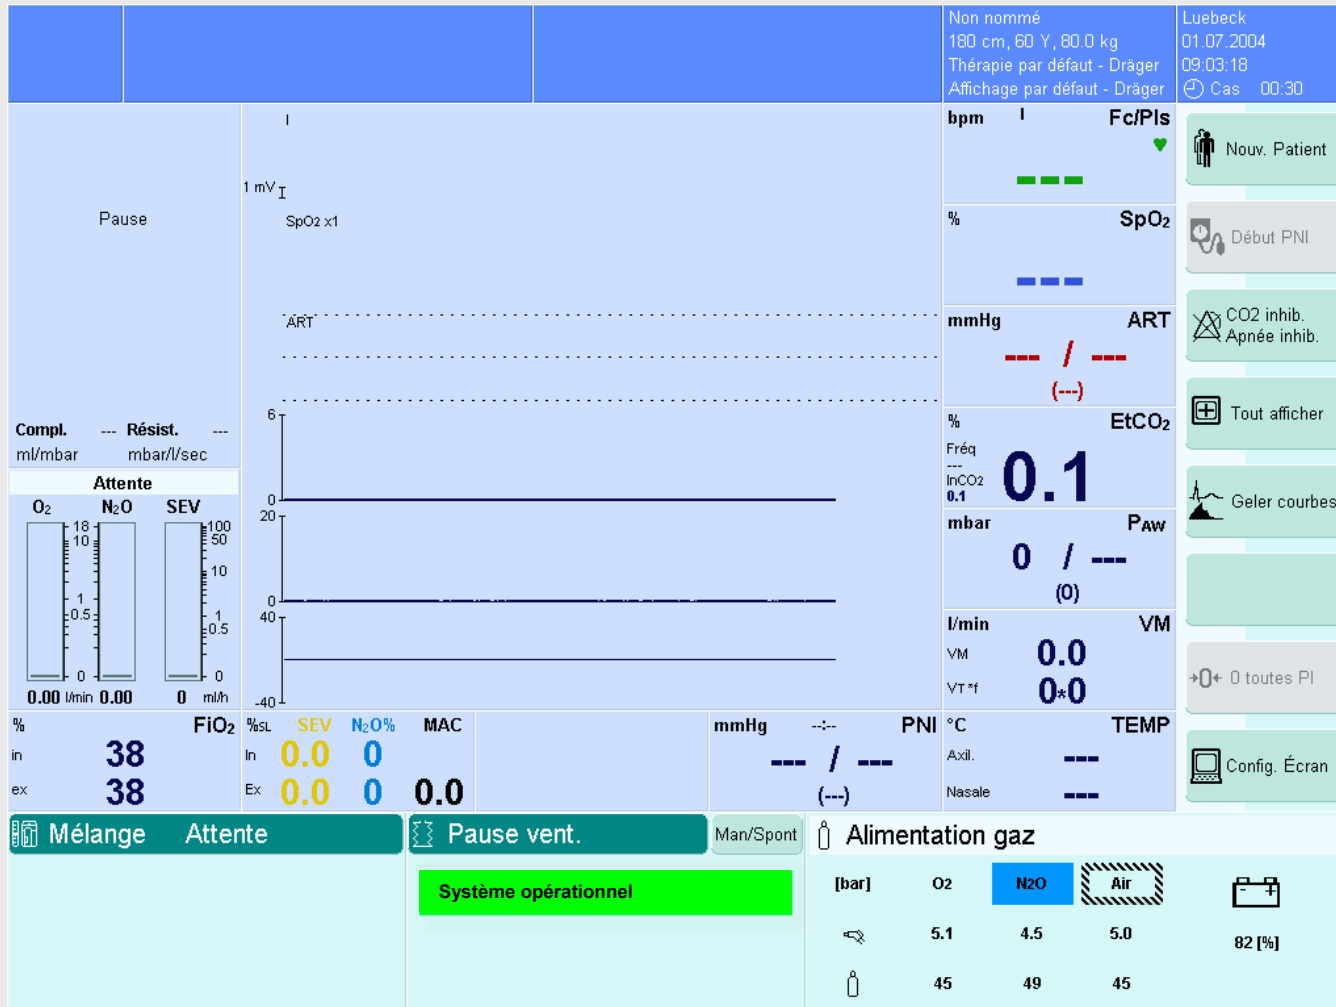 Non nommé
180 cm, 60 Y, 80.0 kg
Thérapie par défaut - Dräger
Affichage par défaut - Dräger
Luebeck
01.07.2004
09:03:18
Cas 00:30
Pause
Compl. --- Résist. ---
ml/mbar mbar/l/sec
Attente
O2 N2O SEV
18 100
10 50
10
1 1
0.5 0.5
0 0
0.00 l/min 0.00 0 ml/h
I
1 mV
SpO2 x1
ART
6
0
20
0
40
-40
bpm I Fc/Pls
---
% SpO2
---
mmHg ART
--- / ---
(---)
% EtCO2
Fréq
---
InCO2
0.1
0.1
mbar PAW
0 / ---
(0)
l/min VM
VM 0.0
VT*f 0*0
% FiO2
in 38
ex 38
%SL SEV N2O% MAC
In 0.0 0
Ex 0.0 0 0.0
mmHg --:-- PNI
--- / ---
(---)
°C TEMP
Axil. ---
Nasale ---
Nouv. Patient
Début PNI
CO2 inhib.
Apnée inhib.
Tout afficher
Geler courbes
→0← 0 toutes PI
Config. Écran
Mélange Attente
Pause vent.
Man/Spont
Système opérationnel
Alimentation gaz
[bar] O2 N2O Air
5.1 4.5 5.0
45 49 45
82 [%]